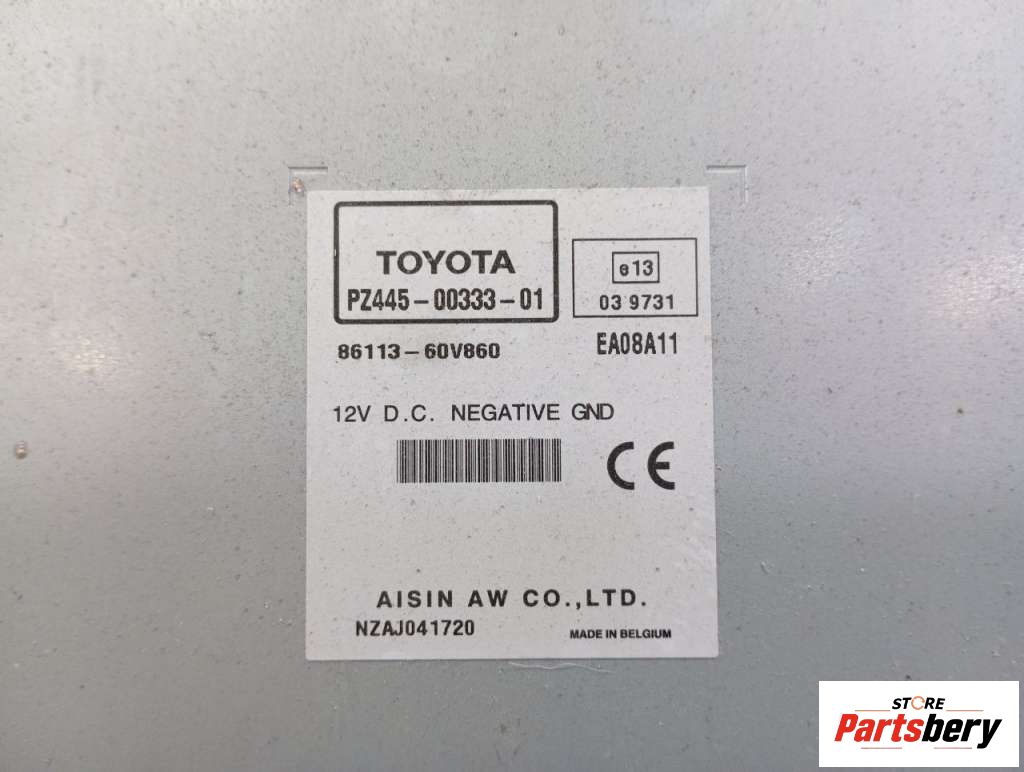 TOYOTA
PZ445-00333-01
e13
03 9731
86113-60V860
EA08A11
12V D.C. NEGATIVE GND
CE
AISIN AW CO.,LTD.
NZAJ041720
MADE IN BELGIUM
STORE
Partsbery